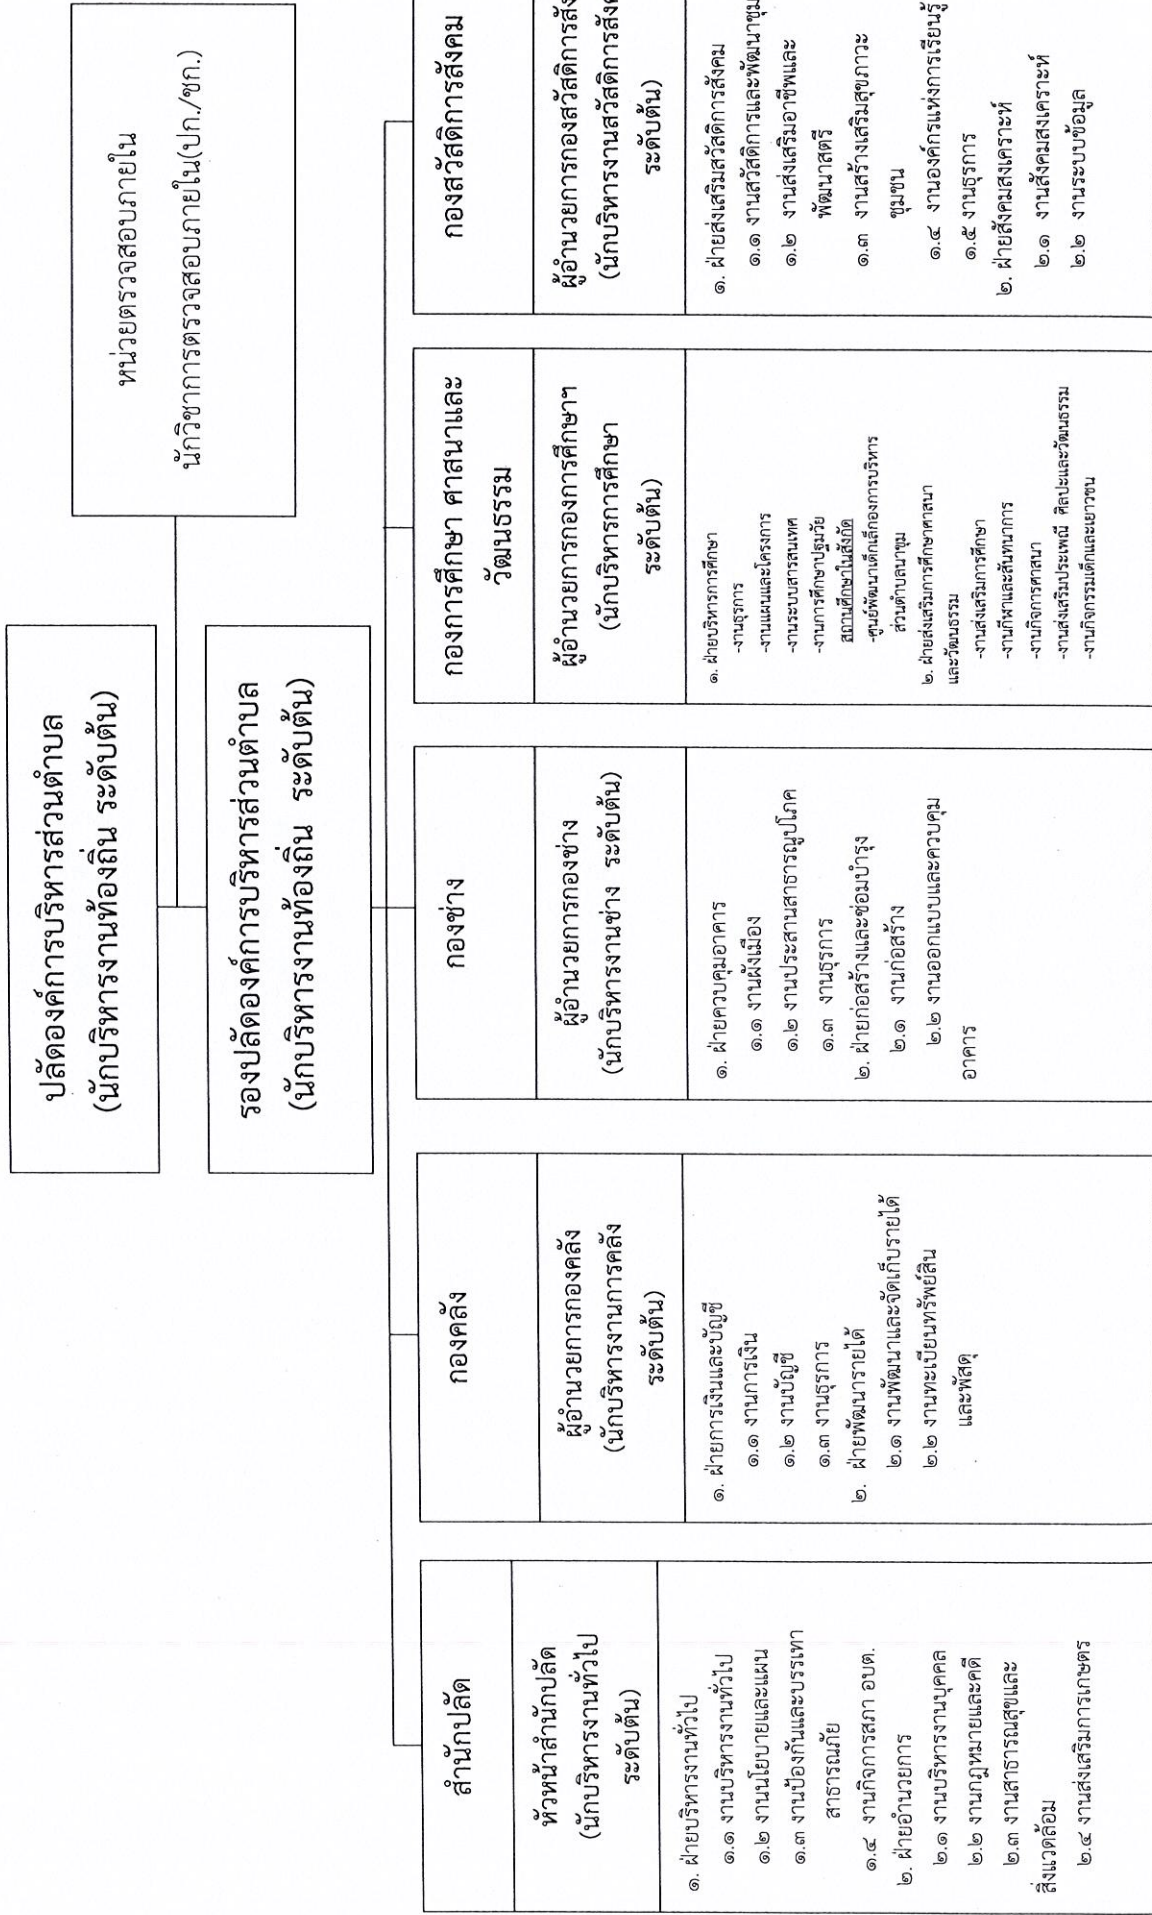 ปลัดองค์การบริหารส่วนตำบล
(นักบริหารงานท้องถิ่น ระดับต้น)
หน่วยตรวจสอบภายใน
นักวิชาการตรวจสอบภายใน(ปก./ชก.)
รองปลัดองค์การบริหารส่วนตำบล
(นักบริหารงานท้องถิ่น ระดับต้น)
สำนักปลัด
หัวหน้าสำนักปลัด
(นักบริหารงานทั่วไป
ระดับต้น)
๑. ฝ่ายบริหารงานทั่วไป
๑.๑ งานบริหารงานทั่วไป
๑.๒ งานนโยบายและแผน
๑.๓ งานป้องกันและบรรเทา
สาธารณภัย
๑.๔ งานกิจการสภา อบต.
๒. ฝ่ายอำนวยการ
๒.๑ งานบริหารงานบุคคล
๒.๒ งานกฎหมายและคดี
๒.๓ งานสาธารณสุขและ
สิ่งแวดล้อม
๒.๔ งานส่งเสริมการเกษตร
กองคลัง
ผู้อำนวยการกองคลัง
(นักบริหารงานการคลัง
ระดับต้น)
๑. ฝ่ายการเงินและบัญชี
๑.๑ งานการเงิน
๑.๒ งานบัญชี
๑.๓ งานธุรการ
๒. ฝ่ายพัฒนารายได้
๒.๑ งานพัฒนาและจัดเก็บรายได้
๒.๒ งานทะเบียนทรัพย์สิน
และพัสดุ
กองช่าง
ผู้อำนวยการกองช่าง
(นักบริหารงานช่าง ระดับต้น)
๑. ฝ่ายควบคุมอาคาร
๑.๑ งานผังเมือง
๑.๒ งานประสานสาธารณูปโภค
๑.๓ งานธุรการ
๒. ฝ่ายก่อสร้างและซ่อมบำรุง
๒.๑ งานก่อสร้าง
๒.๒ งานออกแบบและควบคุม
อาคาร
กองการศึกษา ศาสนาและ
วัฒนธรรม
ผู้อำนวยการกองการศึกษาฯ
(นักบริหารการศึกษา
ระดับต้น)
๑. ฝ่ายบริหารการศึกษา
-งานธุรการ
-งานแผนและโครงการ
-งานระบบสารสนเทศ
-งานการศึกษาปฐมวัย
สถานศึกษาในสังกัด
-ศูนย์พัฒนาเด็กเล็กองการบริหาร
ส่วนตำบลนาขุม
๒. ฝ่ายส่งเสริมการศึกษาศาสนา
และวัฒนธรรม
-งานส่งเสริมการศึกษา
-งานกีฬาและสันทนาการ
-งานกิจการศาสนา
-งานส่งเสริมประเพณี ศิลปะและวัฒนธรรม
-งานกิจกรรมเด็กและเยาวชน
กองสวัสดิการสังคม
ผู้อำนวยการกองสวัสดิการสัง
(นักบริหารงานสวัสดิการสังค
ระดับต้น)
๑. ฝ่ายส่งเสริมสวัสดิการสังคม
๑.๑ งานสวัสดิการและพัฒนาชุม
๑.๒ งานส่งเสริมอาชีพและ
พัฒนาสตรี
๑.๓ งานสร้างเสริมสุขภาวะ
ชุมชน
๑.๔ งานองค์กรแห่งการเรียนรู้
๑.๕ งานธุรการ
๒. ฝ่ายสังคมสงเคราะห์
๒.๑ งานสังคมสงเคราะห์
๒.๒ งานระบบข้อมูล